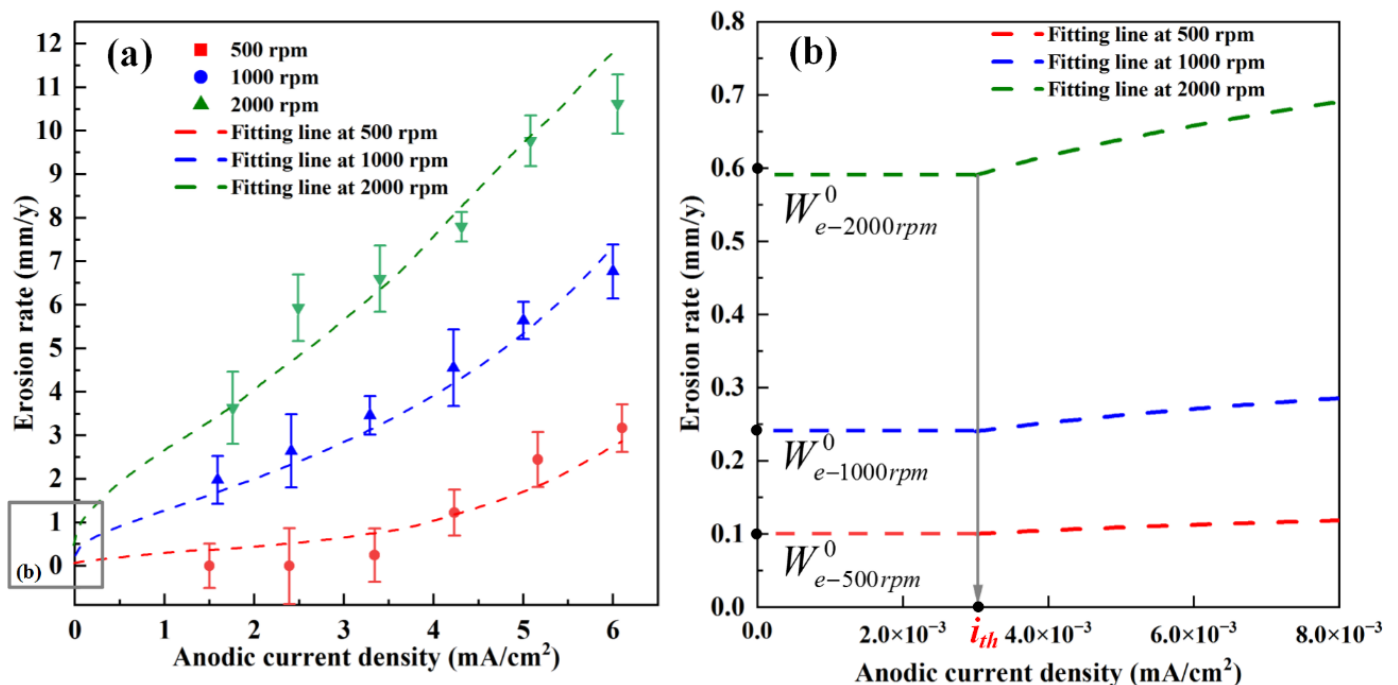 (a)
500 rpm
1000 rpm
2000 rpm
Fitting line at 500 rpm
Fitting line at 1000 rpm
Fitting line at 2000 rpm
12
11
10
9
8
7
6
5
4
3
2
1
0
(b)
Erosion rate (mm/y)
0 1 2 3 4 5 6
Anodic current density (mA/cm²)
(b)
Fitting line at 500 rpm
Fitting line at 1000 rpm
Fitting line at 2000 rpm
0.8
0.7
0.6
0.5
0.4
0.3
0.2
0.1
0.0
Erosion rate (mm/y)
W⁰e−2000rpm
W⁰e−1000rpm
W⁰e−500rpm
0.0 2.0×10⁻³ ith 4.0×10⁻³ 6.0×10⁻³ 8.0×10⁻³
Anodic current density (mA/cm²)